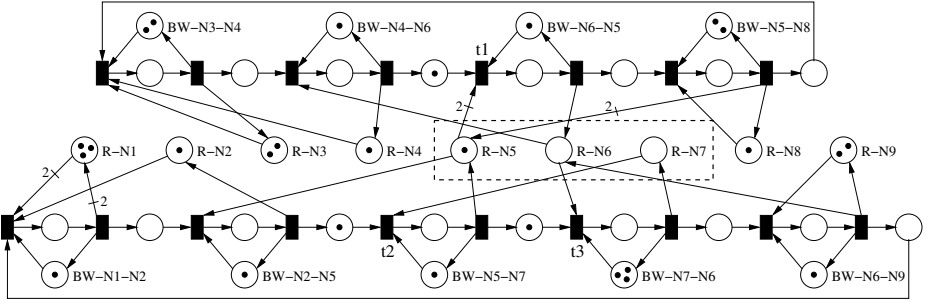 BW-N3-N4
BW-N4-N6
BW-N6-N5
BW-N5-N8
t1
2
2
R-N1
R-N2
R-N3
R-N4
R-N5
R-N6
R-N7
R-N8
R-N9
2
2
t2
t3
BW-N1-N2
BW-N2-N5
BW-N5-N7
BW-N7-N6
BW-N6-N9